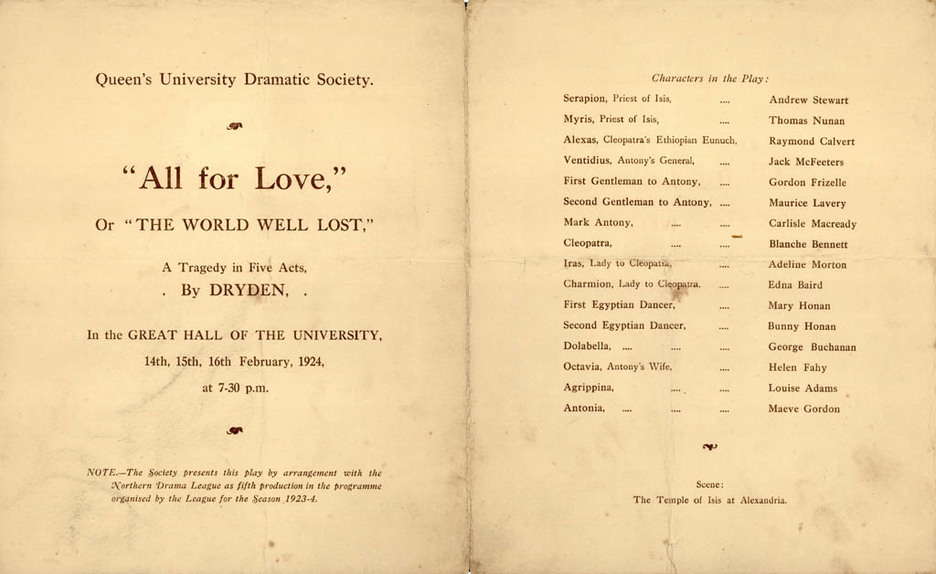 Queen's University Dramatic Society.
"All for Love,"
Or "THE WORLD WELL LOST,"
A Tragedy in Five Acts,
. By DRYDEN, .
In the GREAT HALL OF THE UNIVERSITY,
14th, 15th, 16th February, 1924,
at 7-30 p.m.
NOTE.—The Society presents this play by arrangement with the
Northern Drama League as fifth production in the programme
organised by the League for the Season 1923-4.
Characters in the Play:
Serapion, Priest of Isis, .... Andrew Stewart
Myris, Priest of Isis, .... Thomas Nunan
Alexas, Cleopatra's Ethiopian Eunuch, Raymond Calvert
Ventidius, Antony's General, .... Jack McFeeters
First Gentleman to Antony, .... Gordon Frizelle
Second Gentleman to Antony, .... Maurice Lavery
Mark Antony, .... .... Carlisle Macready
Cleopatra, .... .... Blanche Bennett
Iras, Lady to Cleopatra, .... Adeline Morton
Charmion, Lady to Cleopatra, .... Edna Baird
First Egyptian Dancer, .... Mary Honan
Second Egyptian Dancer, .... Bunny Honan
Dolabella, .... .... .... George Buchanan
Octavia, Antony's Wife, .... Helen Fahy
Agrippina, .... .... Louise Adams
Antonia, .... .... .... Maeve Gordon
Scene:
The Temple of Isis at Alexandria.